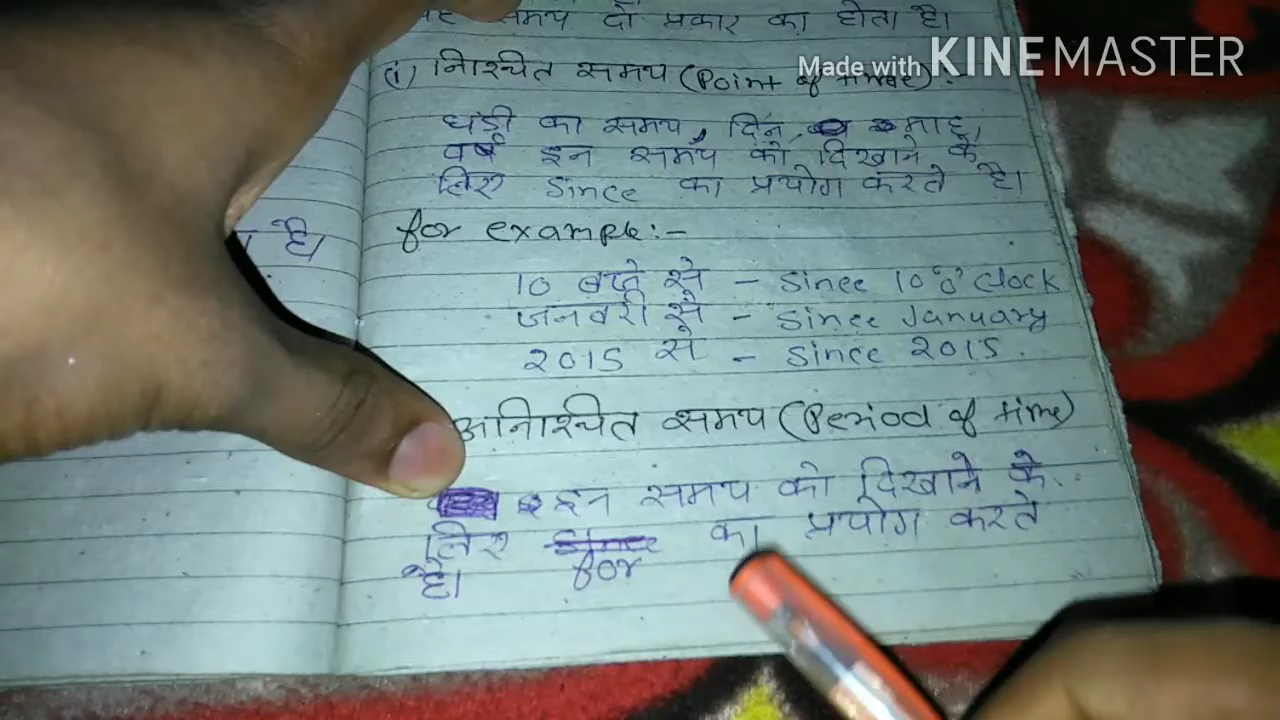 समय दो प्रकार का होता है।
Made with KINEMASTER
(i) निश्चित समय (Point of time) :-
घड़ी का समय, दिन, माह,
वर्ष इन समय को दिखाने के
लिए since का प्रयोग करते है।
है।
for example:-
10 बजे से - since 10 o' clock
जनवरी से - since January
2015 से - since 2015.
अनिश्चित समय (Period of time)
इन समय को दिखाने के
लिए for का प्रयोग करते
है।